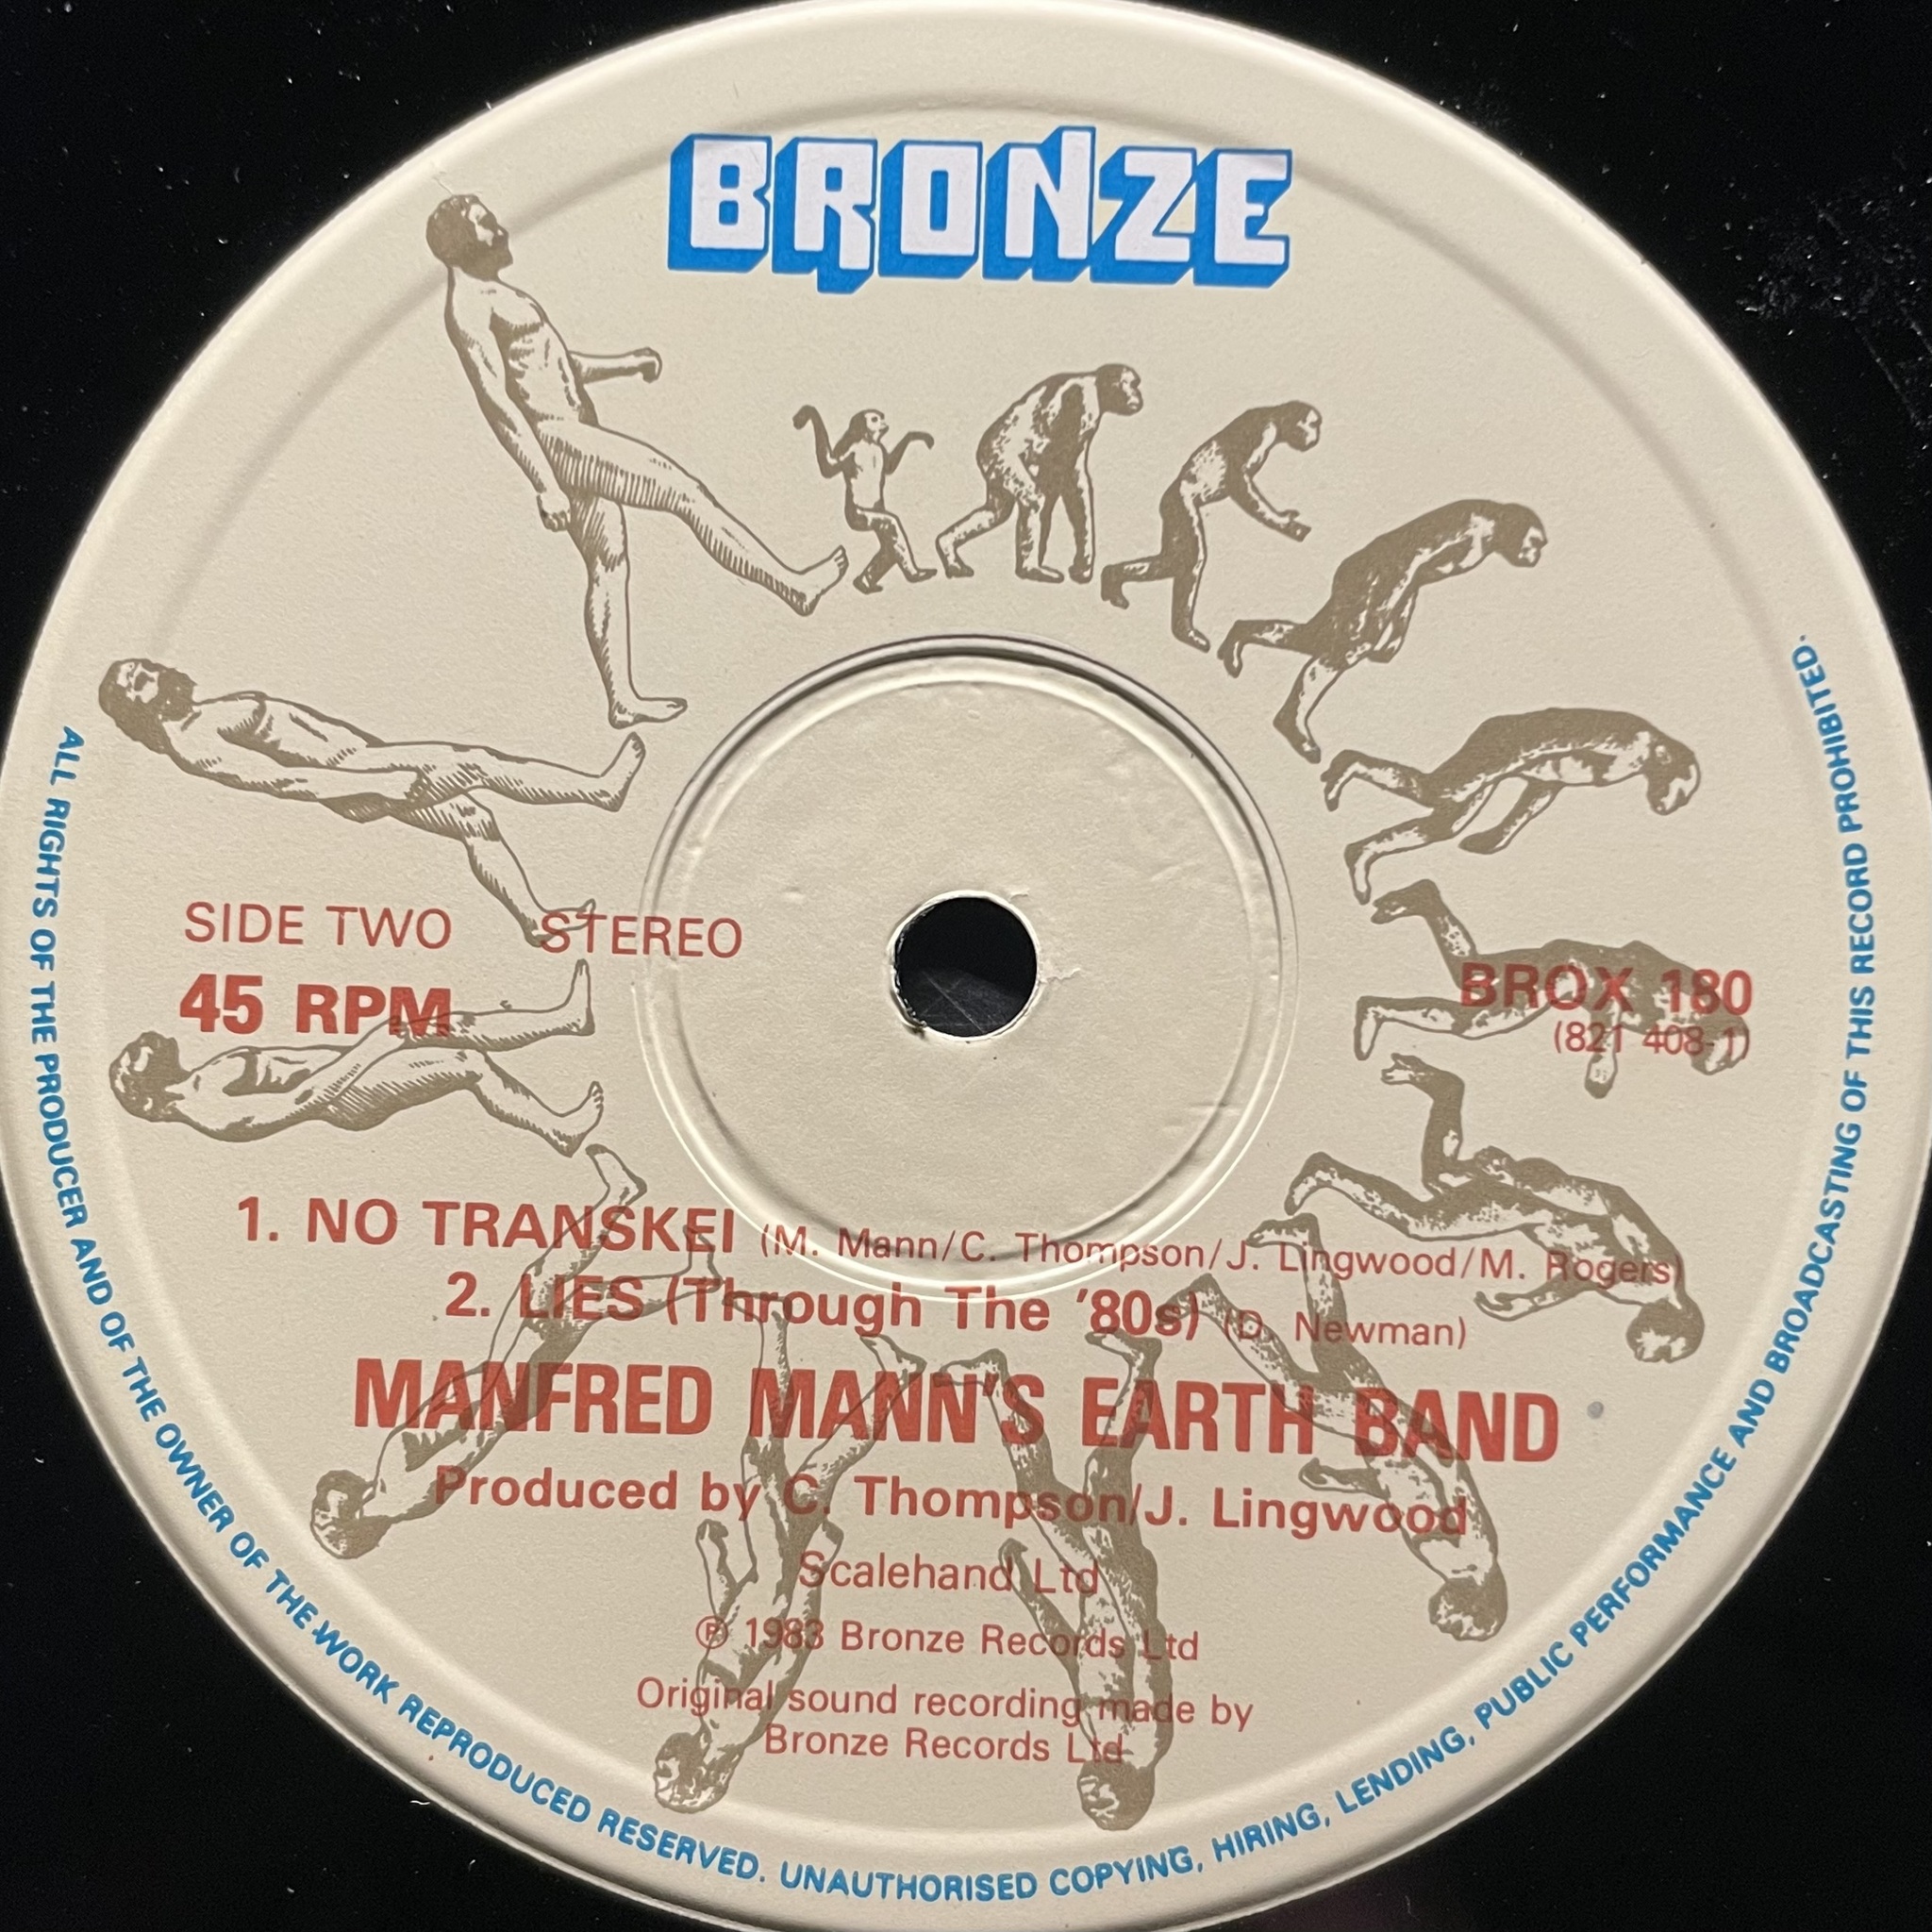 BRONZE
SIDE TWO STEREO
45 RPM
BROX 180
(821 408-1)
1. NO TRANSKEI (M. Mann/C. Thompson/J. Lingwood/M. Rogers)
2. LIES (Through The '80s) (D. Newman)
MANFRED MANN'S EARTH BAND
Produced by C. Thompson/J. Lingwood
Scalehand Ltd
℗ 1983 Bronze Records Ltd
Original sound recording made by
Bronze Records Ltd
ALL RIGHTS OF THE PRODUCER AND OF THE OWNER OF THE WORK REPRODUCED RESERVED. UNAUTHORISED COPYING, HIRING, LENDING, PUBLIC PERFORMANCE AND BROADCASTING OF THIS RECORD PROHIBITED.